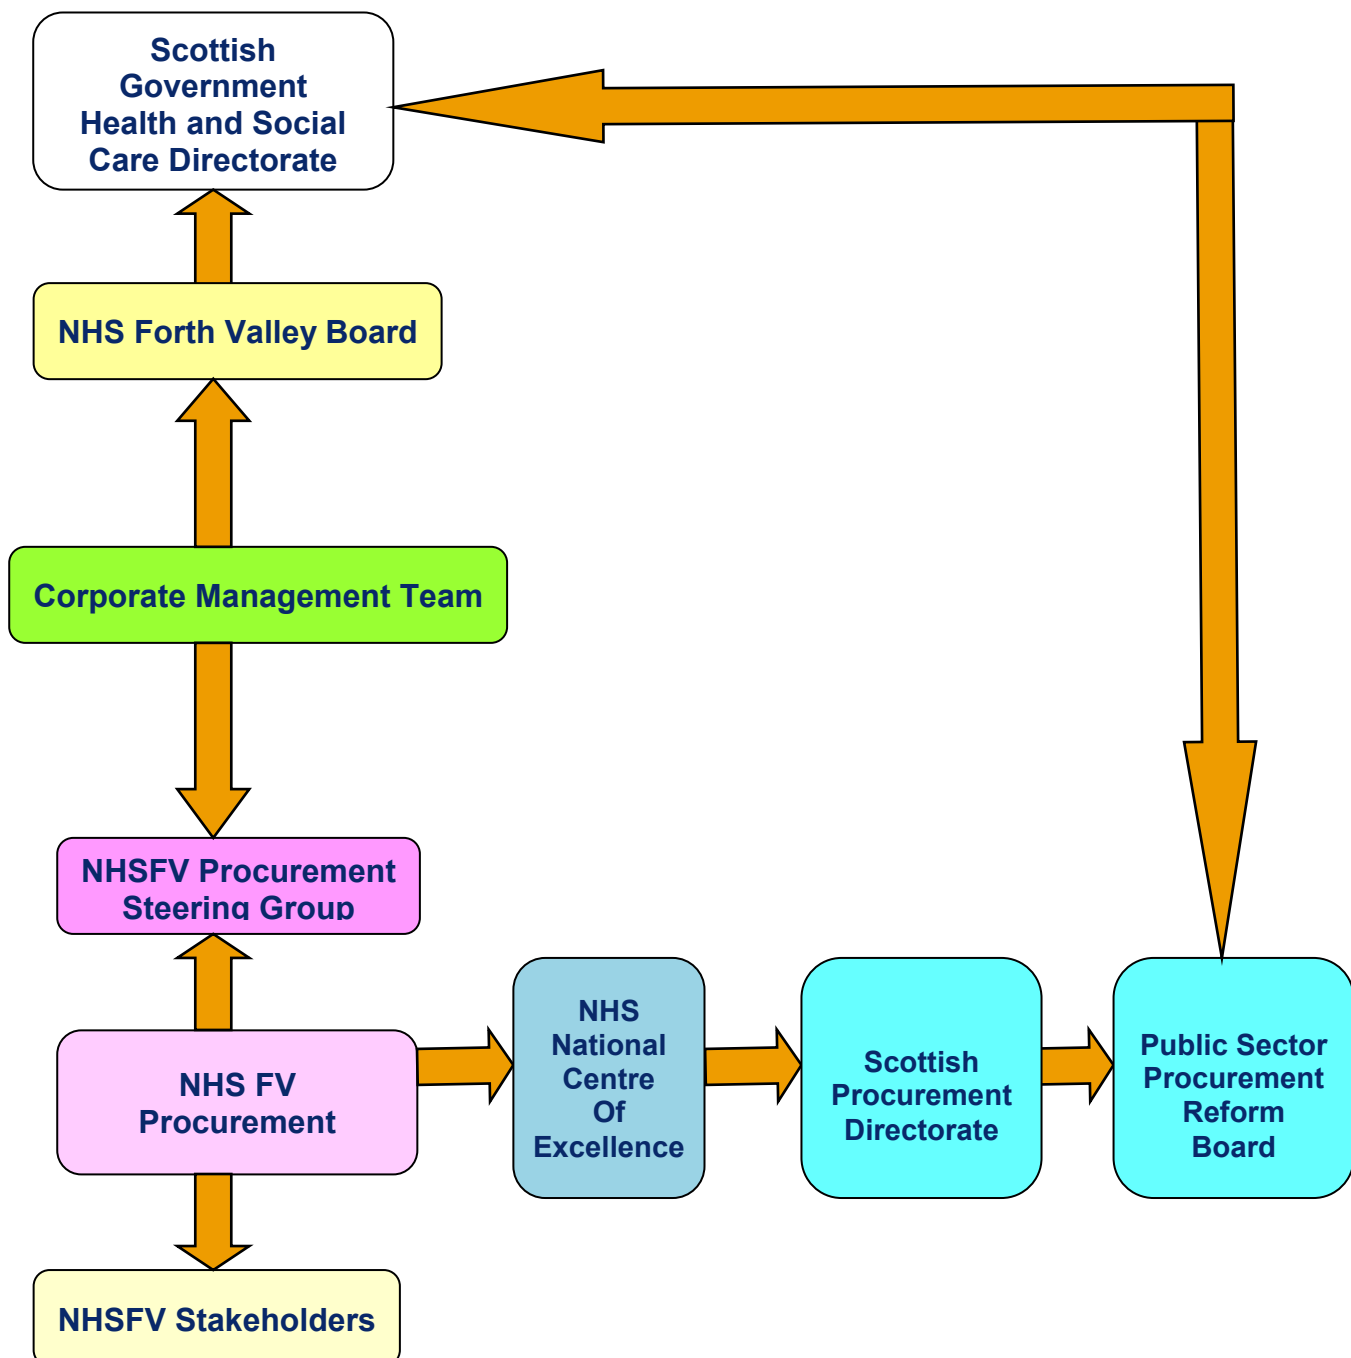 Scottish
Government
Health and Social
Care Directorate
NHS Forth Valley Board
Corporate Management Team
NHSFV Procurement
Steering Group
NHS FV
Procurement
NHS
National
Centre
Of
Excellence
Scottish
Procurement
Directorate
Public Sector
Procurement
Reform
Board
NHSFV Stakeholders